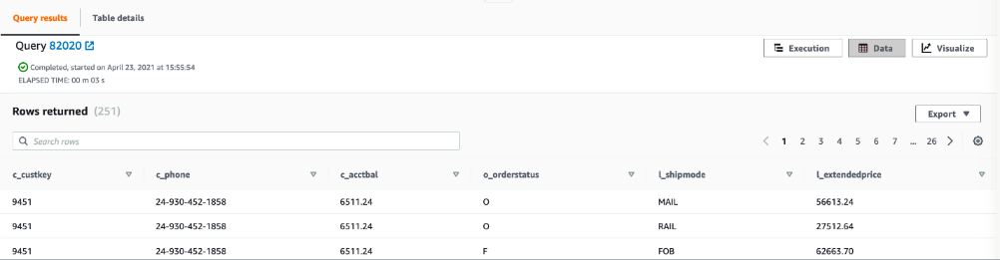 Query results Table details
Query 82020
Execution Data Visualize
Completed, started on April 23, 2021 at 15:55:54
ELAPSED TIME: 00 m 03 s
Rows returned (251)
Export
Search rows
1 2 3 4 5 6 7 ... 26
c_custkey c_phone c_acctbal o_orderstatus l_shipmode l_extendedprice
9451 24-930-452-1858 6511.24 O MAIL 56613.24
9451 24-930-452-1858 6511.24 O RAIL 27512.64
9451 24-930-452-1858 6511.24 F FOB 62663.70